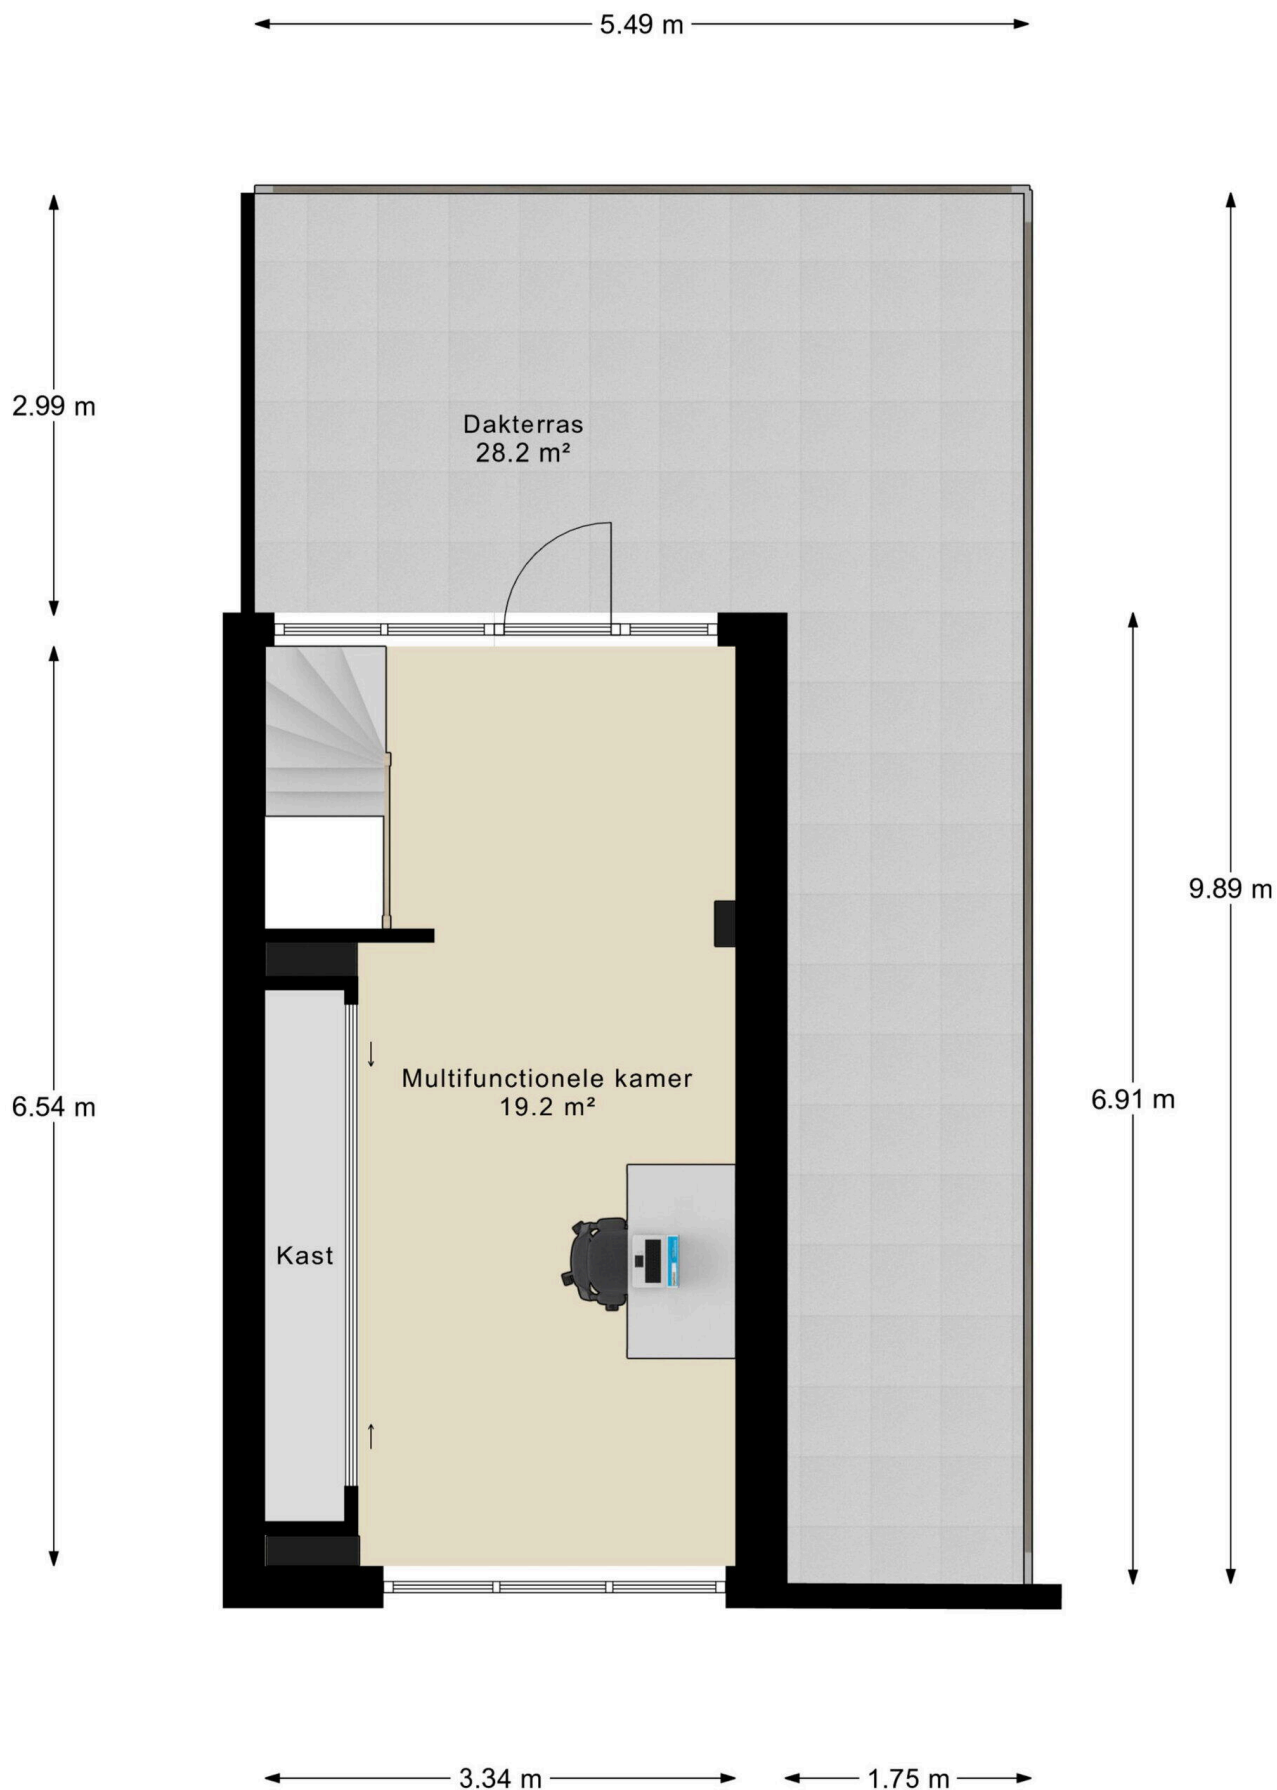 5.49 m
2.99 m
Dakterras
28.2 m²
9.89 m
6.54 m
Multifunctionele kamer
19.2 m²
6.91 m
Kast
3.34 m
1.75 m